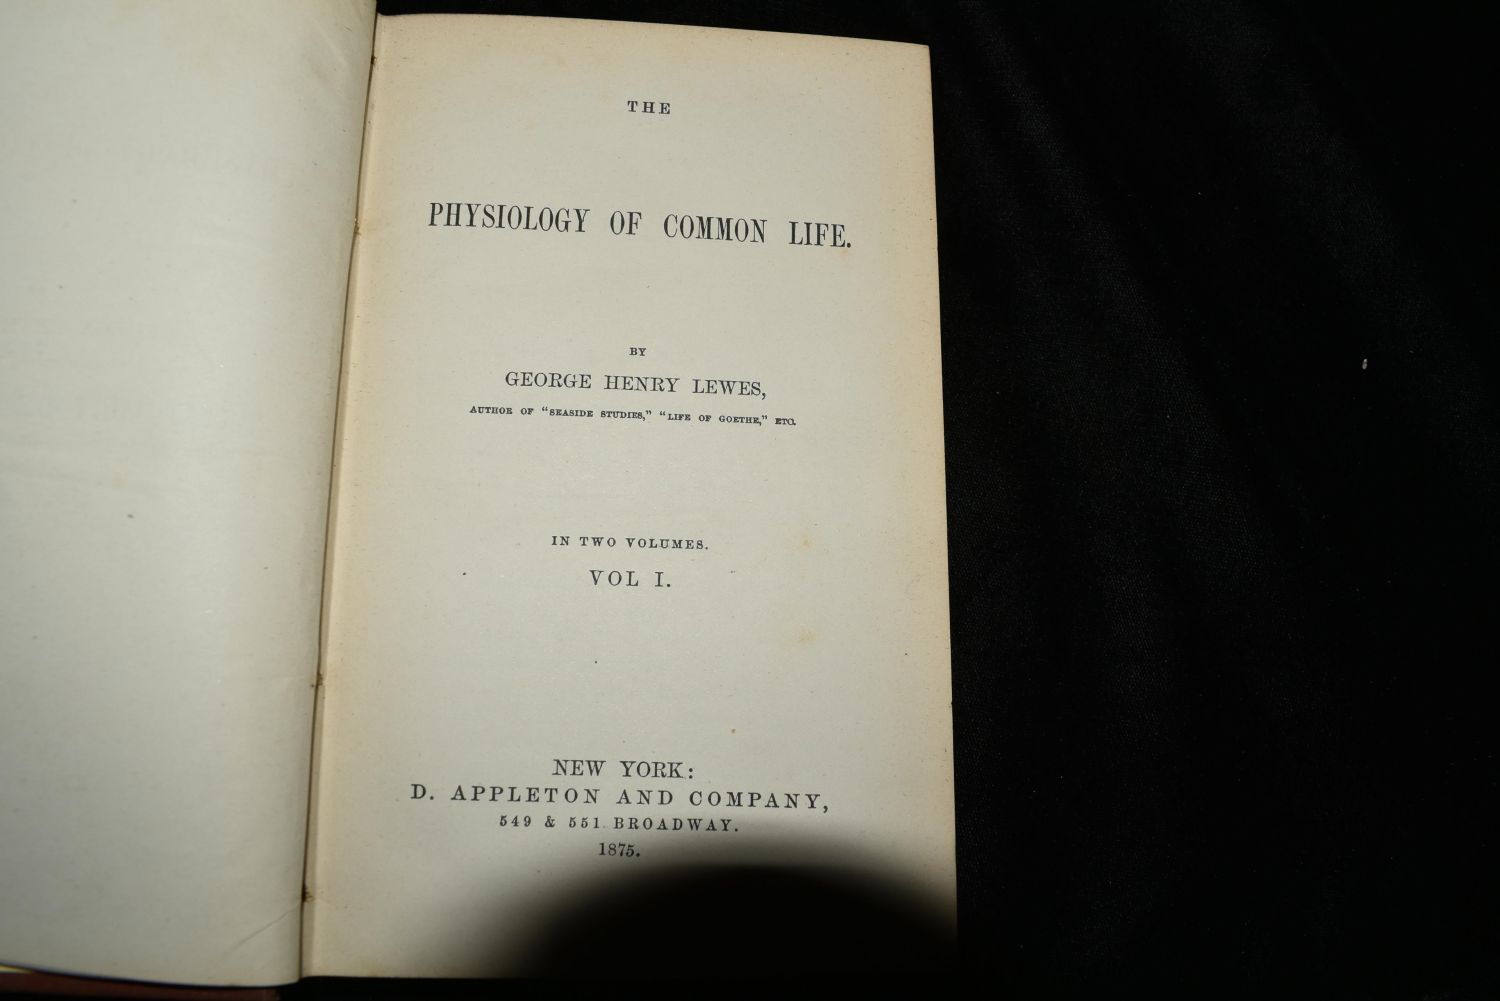 THE
PHYSIOLOGY OF COMMON LIFE.
BY
GEORGE HENRY LEWES,
AUTHOR OF "SEASIDE STUDIES," "LIFE OF GOETHE," ETC.
IN TWO VOLUMES.
VOL I.
NEW YORK:
D. APPLETON AND COMPANY,
549 & 551 BROADWAY.
1875.